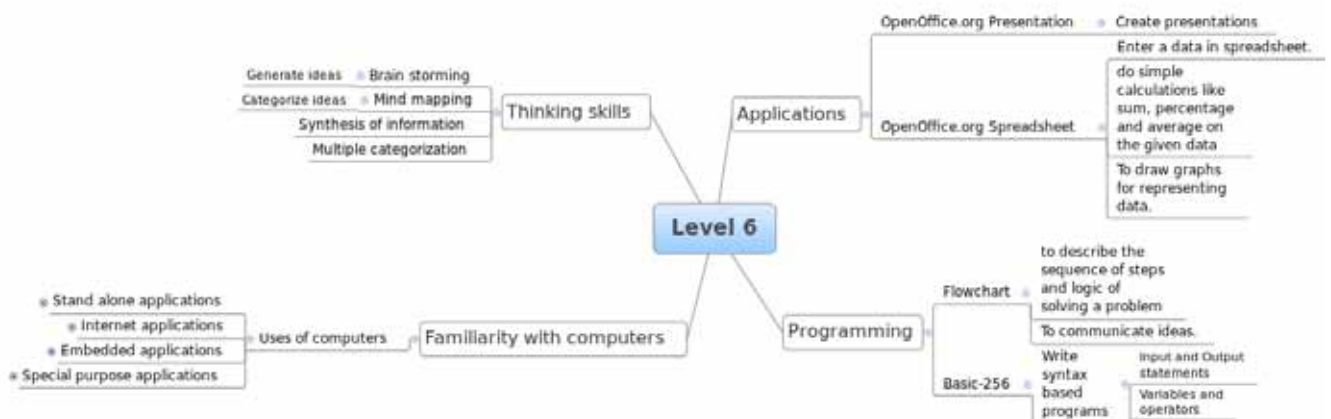 Level 6
Thinking skills
Brain storming
Generate ideas
Mind mapping
Categorize ideas
Synthesis of information
Multiple categorization
Applications
OpenOffice.org Presentation
Create presentations
OpenOffice.org Spreadsheet
Enter a data in spreadsheet.
do simple
calculations like
sum, percentage
and average on
the given data
To draw graphs
for representing
data.
Familiarity with computers
Uses of computers
Stand alone applications
Internet applications
Embedded applications
Special purpose applications
Programming
Flowchart
to describe the
sequence of steps
and logic of
solving a problem
To communicate ideas.
Basic-256
Write
syntax
based
programs
Input and Output
statements
Variables and
operators